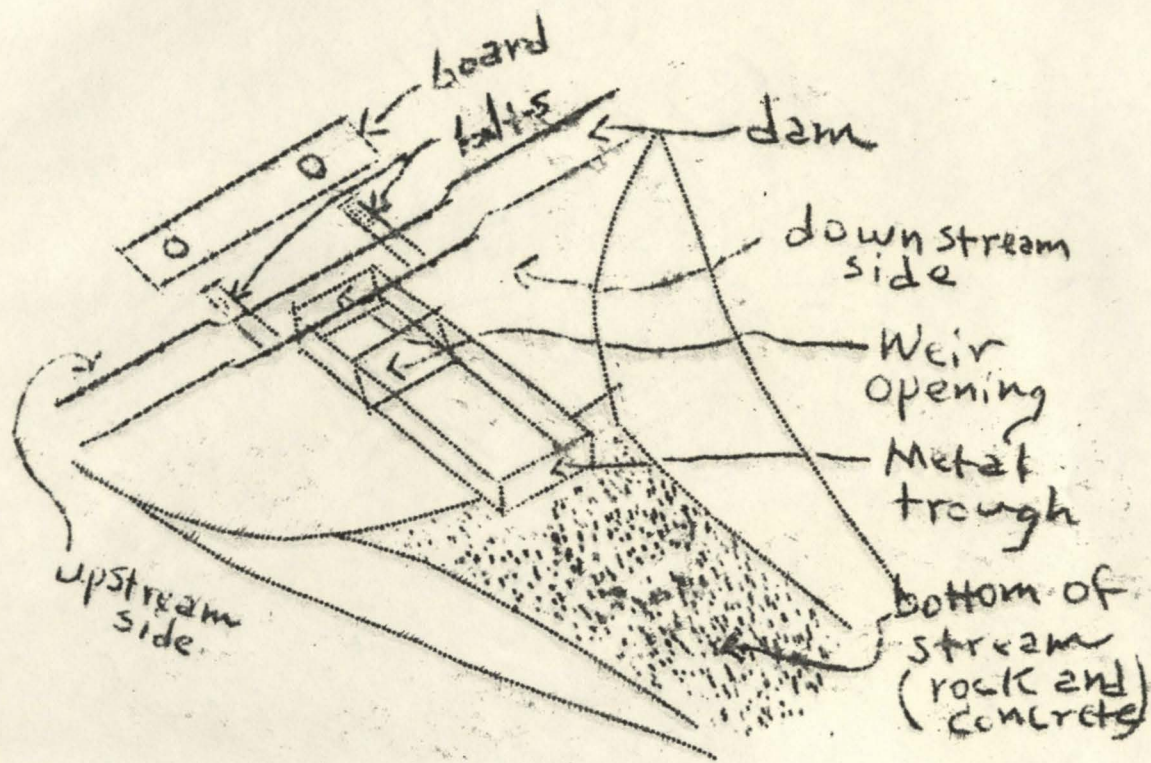 board
bolts
dam
down stream
side
Weir
opening
Metal
trough
upstream
side
bottom of
stream
(rock and
concrete)